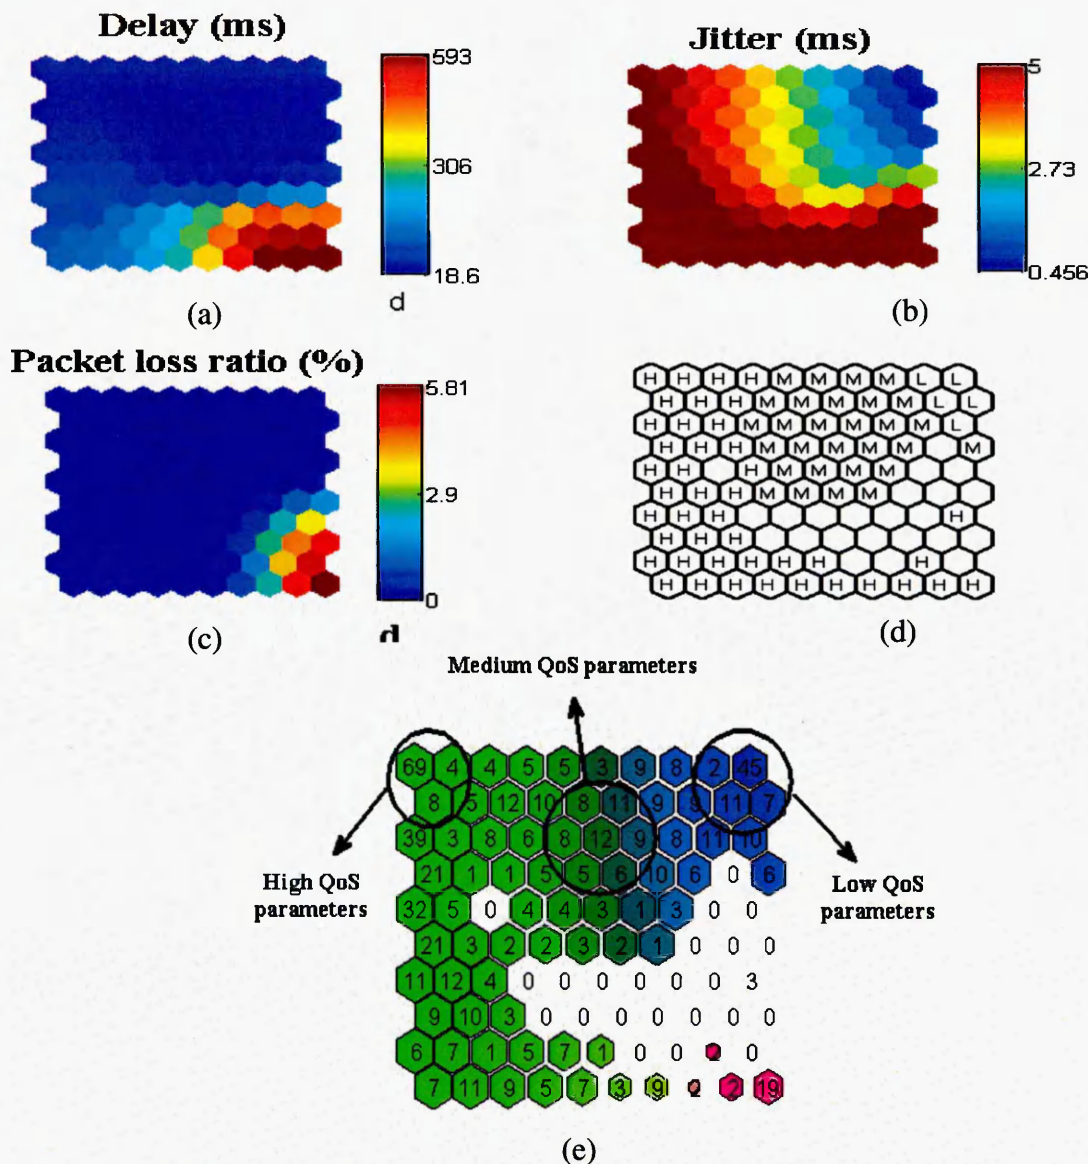 Delay (ms)
593
306
18.6
d
(a)
Jitter (ms)
5
2.73
0.456
(b)
Packet loss ratio (%)
5.81
2.9
0
d
(c)
H H H H M M M M L L
H H H M M M M M L L
H H H M M M M M M L
H H H M M M M M M
H H H M M M M
H H H M M M M
H H H H
H H H
H H H H H H H
H H H H H H H H H H
(d)
Medium QoS parameters
69 4 4 5 5 3 9 8 2 45
8 5 12 10 8 11 9 9 11 7
39 3 8 6 8 12 9 8 11 10
21 1 1 5 5 6 10 6 0 6
32 5 0 4 4 3 1 3 0 0
21 3 2 2 3 2 1 0 0 0
11 12 4 0 0 0 0 0 0 3
9 10 3 0 0 0 0 0 0 0
6 7 1 5 7 1 0 0 2 0
7 11 9 5 7 3 9 2 2 19
High QoS
parameters
Low QoS
parameters
(e)